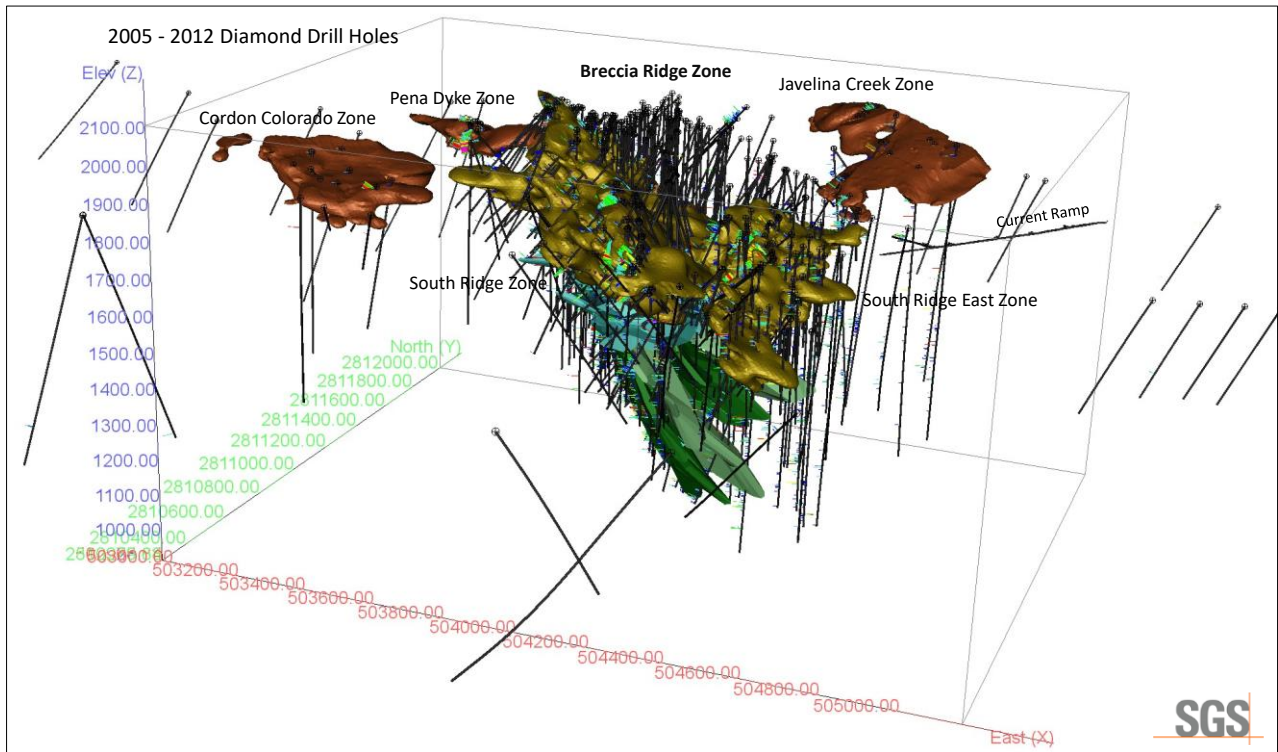 2005 - 2012 Diamond Drill Holes
Elev (Z)
Breccia Ridge Zone
Javelina Creek Zone
Pena Dyke Zone
Cordon Colorado Zone
2100.00
2000.00
1900.00
1800.00
1700.00
1600.00
1500.00
1400.00
1300.00
1200.00
1100.00
1000.00
Current Ramp
South Ridge Zone
South Ridge East Zone
North (Y)
2812000.00
2811800.00
2811600.00
2811400.00
2811200.00
2811000.00
2810800.00
2810600.00
2810400.00
503000.00
503200.00
503400.00
503600.00
503800.00
504000.00
504200.00
504400.00
504600.00
504800.00
505000.00
East (X)
SGS